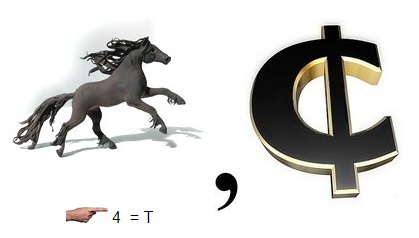 ¢
,
4 = T